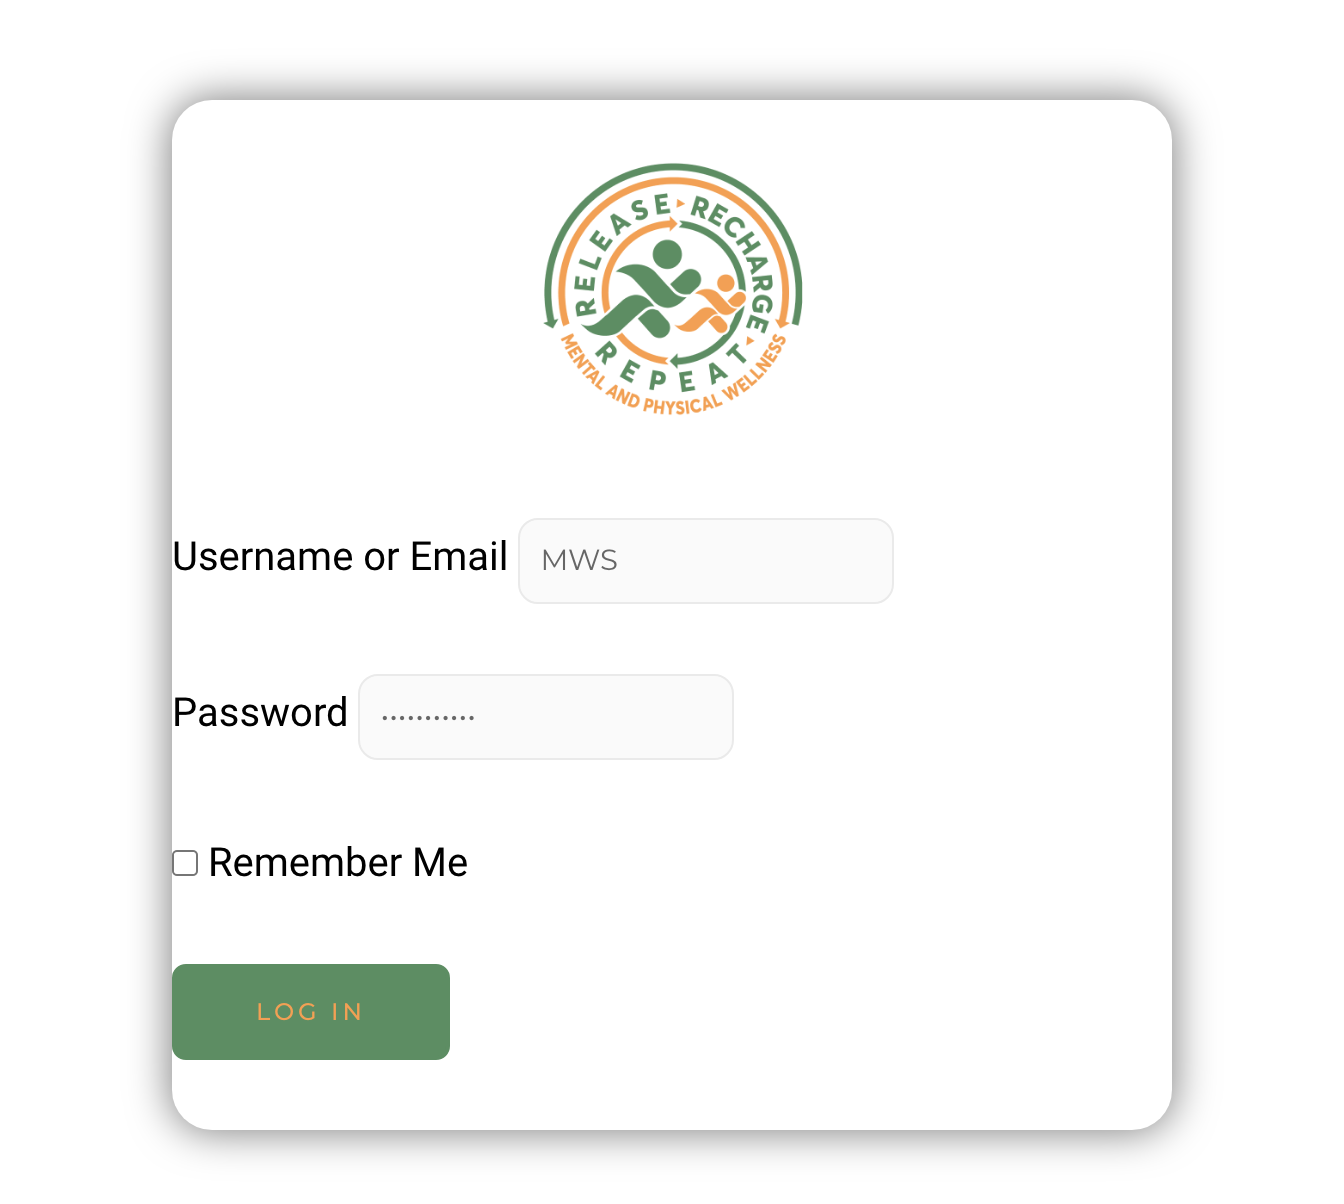 RELEASE RECHARGE
REPEAT
MENTAL AND PHYSICAL WELLNESS
Username or Email MWS
Password ···········
Remember Me
LOG IN